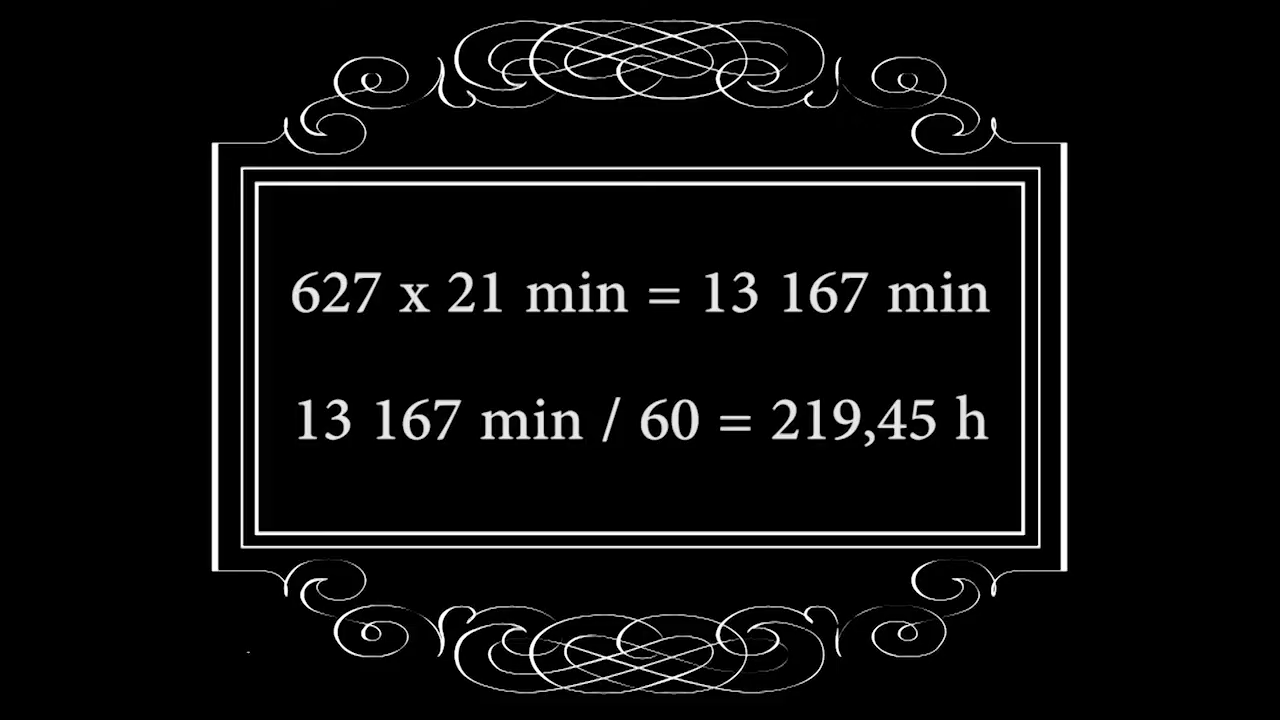 627 x 21 min = 13 167 min
13 167 min / 60 = 219,45 h